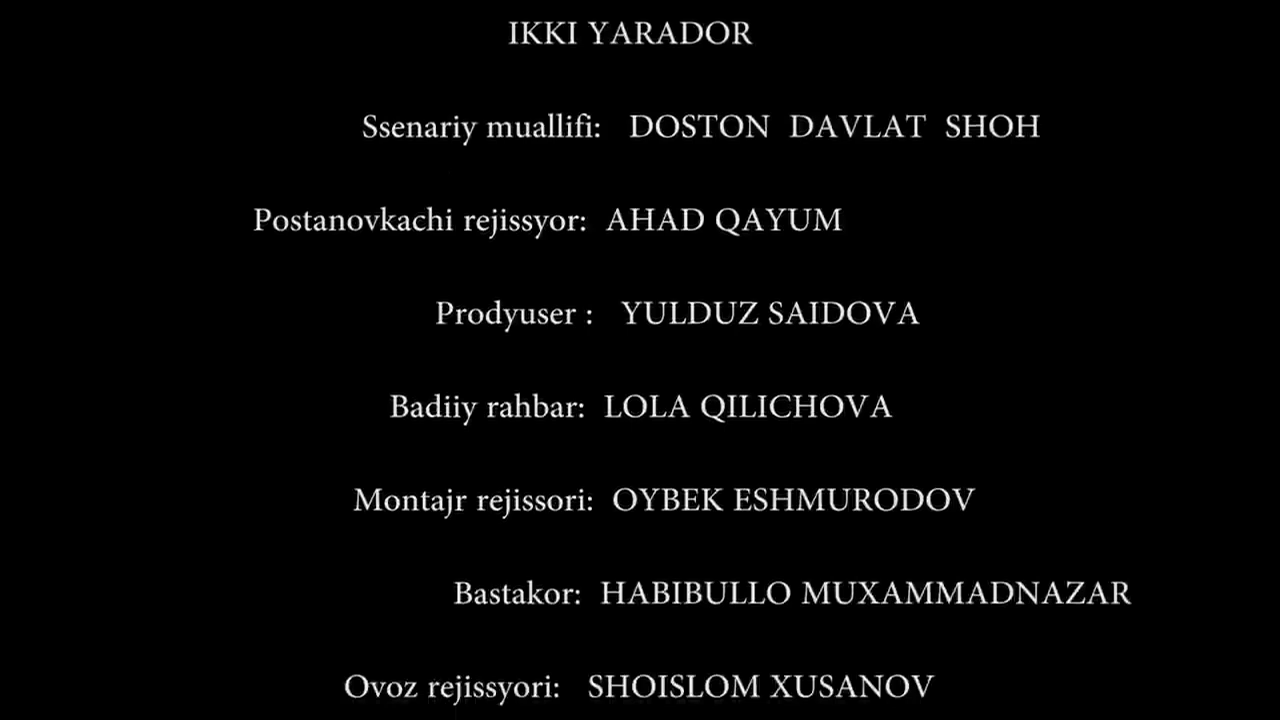 IKKI YARADOR
Ssenariy muallifi: DOSTON DAVLAT SHOH
Postanovkachi rejissyor: AHAD QAYUM
Prodyuser : YULDUZ SAIDOVA
Badiiy rahbar: LOLA QILICHOVA
Montajr rejissori: OYBEK ESHMURODOV
Bastakor: HABIBULLO MUXAMMADNAZAR
Ovoz rejissyori: SHOISLOM XUSANOV